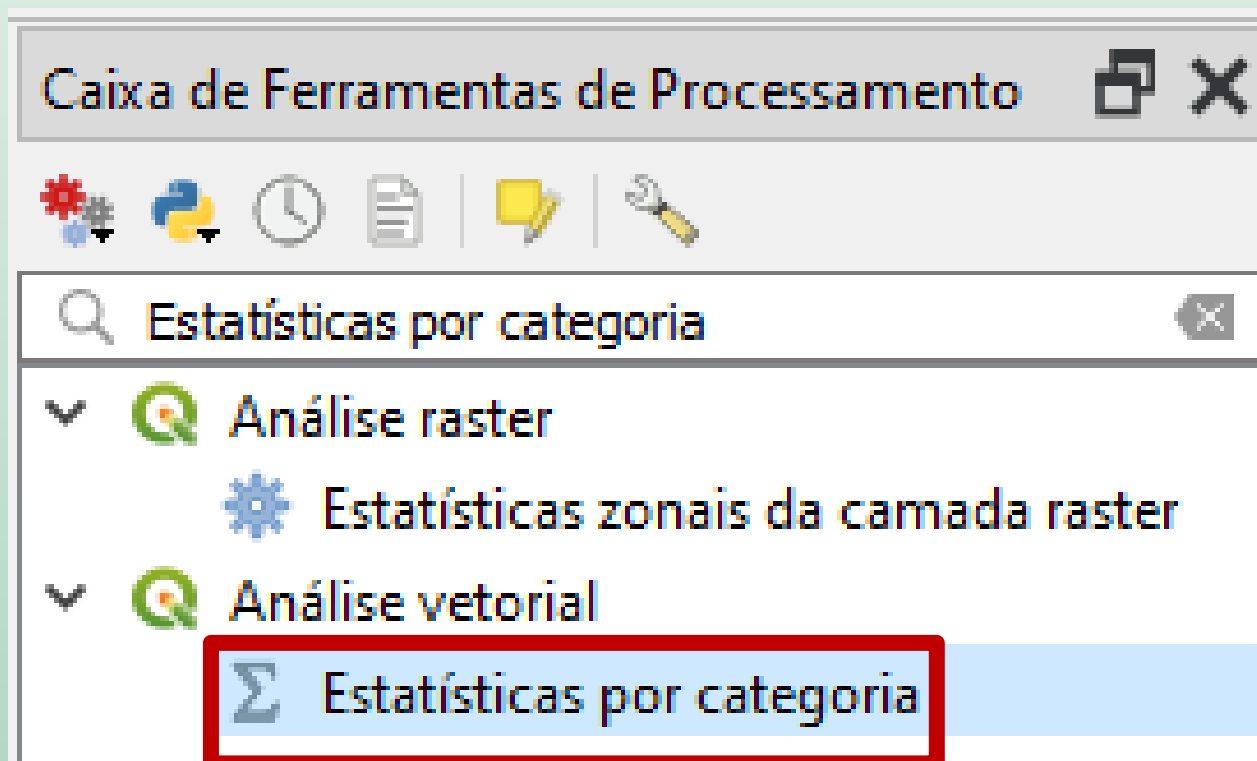 Caixa de Ferramentas de Processamento
Estatísticas por categoria
Análise raster
Estatísticas zonais da camada raster
Análise vetorial
Σ Estatísticas por categoria